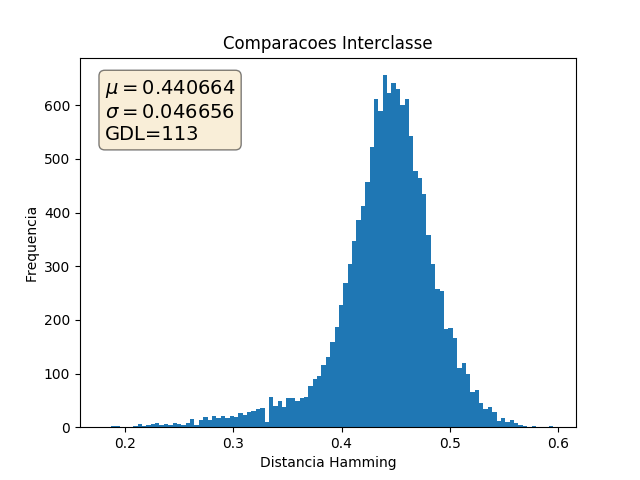 Comparacoes Interclasse
μ = 0.440664
σ = 0.046656
GDL=113
Frequencia
600
500
400
300
200
100
0
0.2 0.3 0.4 0.5 0.6
Distancia Hamming